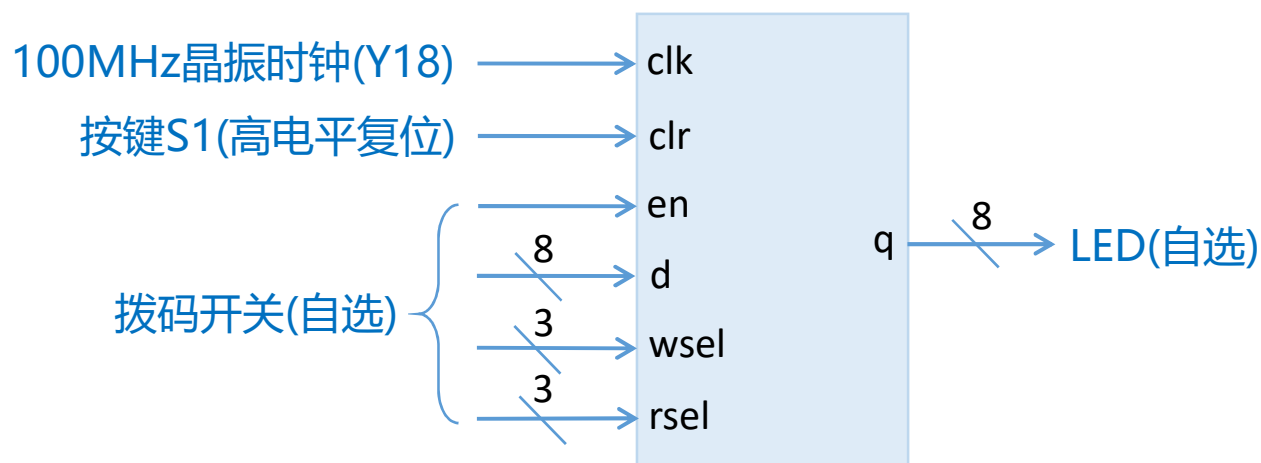 100MHz晶振时钟(Y18)
clk
按键S1(高电平复位)
clr
en
8
d
3
wsel
3
rsel
拨码开关(自选)
q
8
LED(自选)